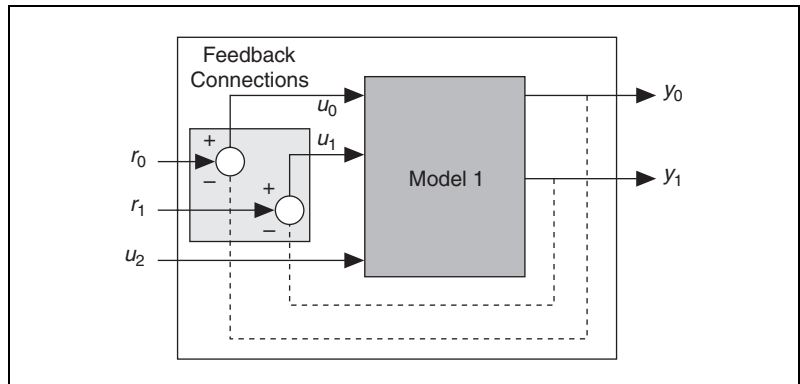 Feedback
Connections
u0
y0
+
u1
r0
–
Model 1
y1
+
r1
–
u2